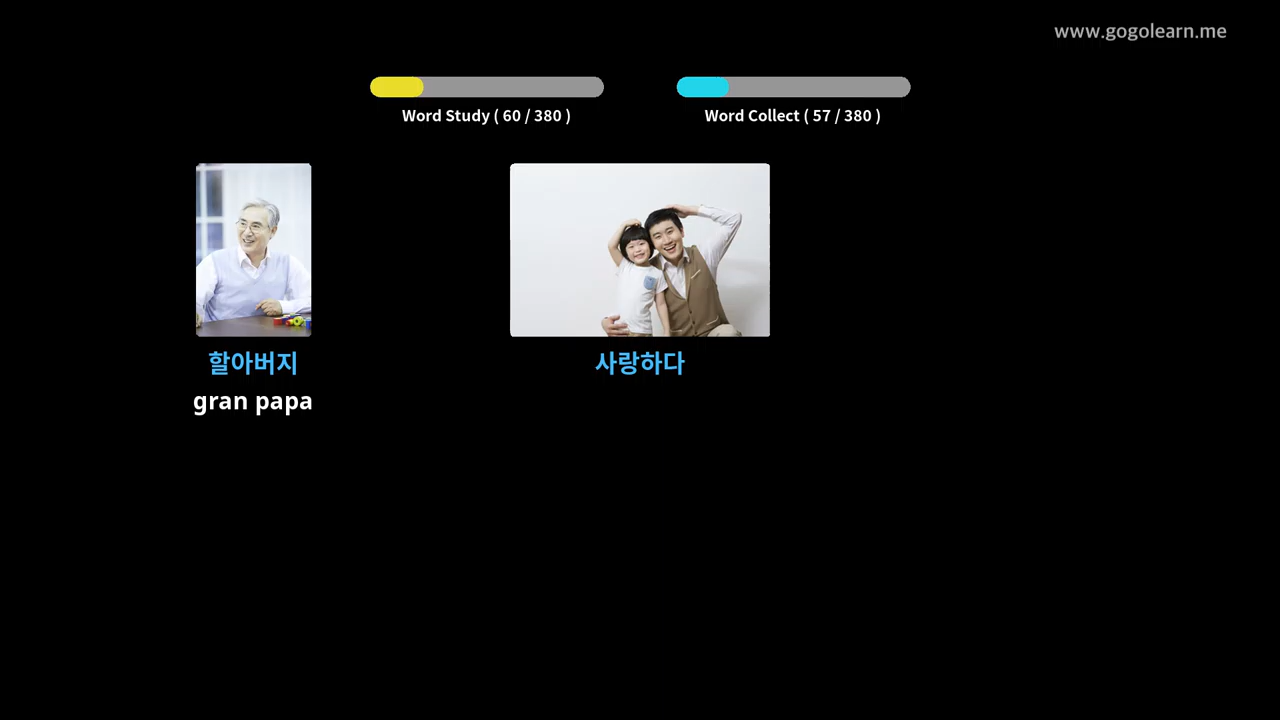 www.gogolearn.me
Word Study ( 60 / 380 )
Word Collect ( 57 / 380 )
할아버지
gran papa
사랑하다